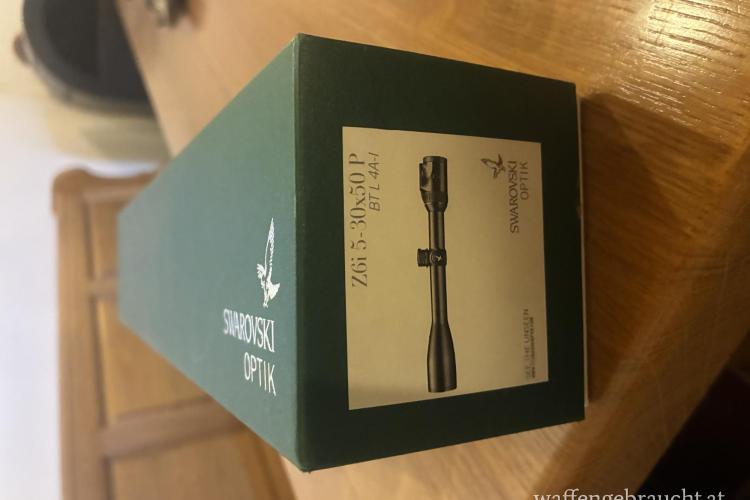 Z6i 5-30x50 P
BT L 4A-I
SWAROVSKI
OPTIK
SEE THE UNSEEN
SWAROVSKI
OPTIK
waffengebraucht.at